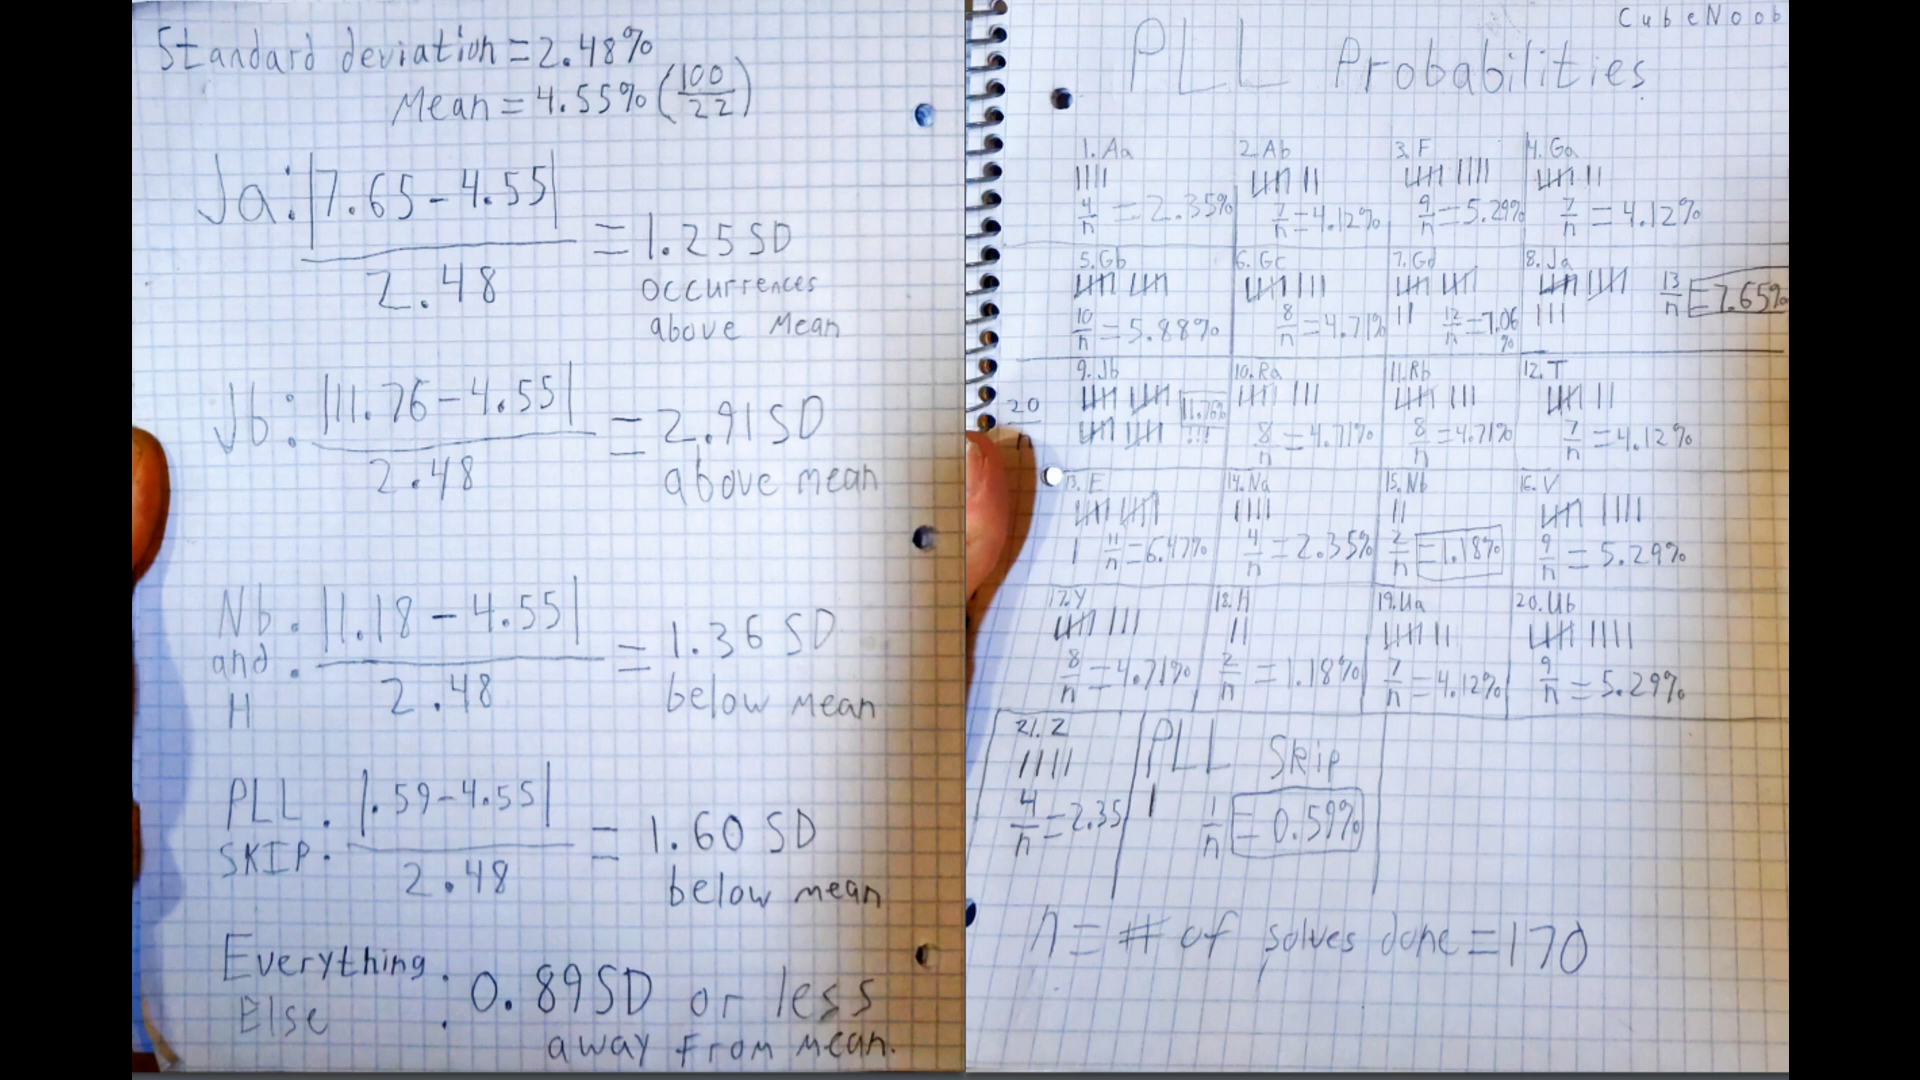 Standard deviation = 2.48%
Mean = 4.55% (100/22)
Ja: |7.65 - 4.55| / 2.48 = 1.25 SD
occurrences
above mean
Jb: |11.76 - 4.55| / 2.48 = 2.91 SD
above mean
Nb and H: |1.18 - 4.55| / 2.48 = 1.36 SD
below mean
PLL SKIP: |.59 - 4.55| / 2.48 = 1.60 SD
below mean
Everything Else: 0.89 SD or less
away from mean.
CubeNoob
PLL Probabilities
1. Aa
4/n = 2.35%
2. Ab
7/n = 4.12%
3. F
9/n = 5.29%
4. Ga
7/n = 4.12%
5. Gb
10/n = 5.88%
6. Gc
8/n = 4.71%
7. Gd
12/n = 7.06%
8. Ja
13/n = 7.65%
9. Jb
20/n
11.76%
10. Ra
8/n = 4.71%
11. Rb
8/n = 4.71%
12. T
7/n = 4.12%
13. E
11/n = 6.47%
14. Na
4/n = 2.35%
15. Nb
2/n = 1.18%
16. V
9/n = 5.29%
17. Y
8/n = 4.71%
18. H
2/n = 1.18%
19. Ua
7/n = 4.12%
20. Ub
9/n = 5.29%
21. Z
4/n = 2.35
PLL Skip
1/n = 0.59%
n = # of solves done = 170